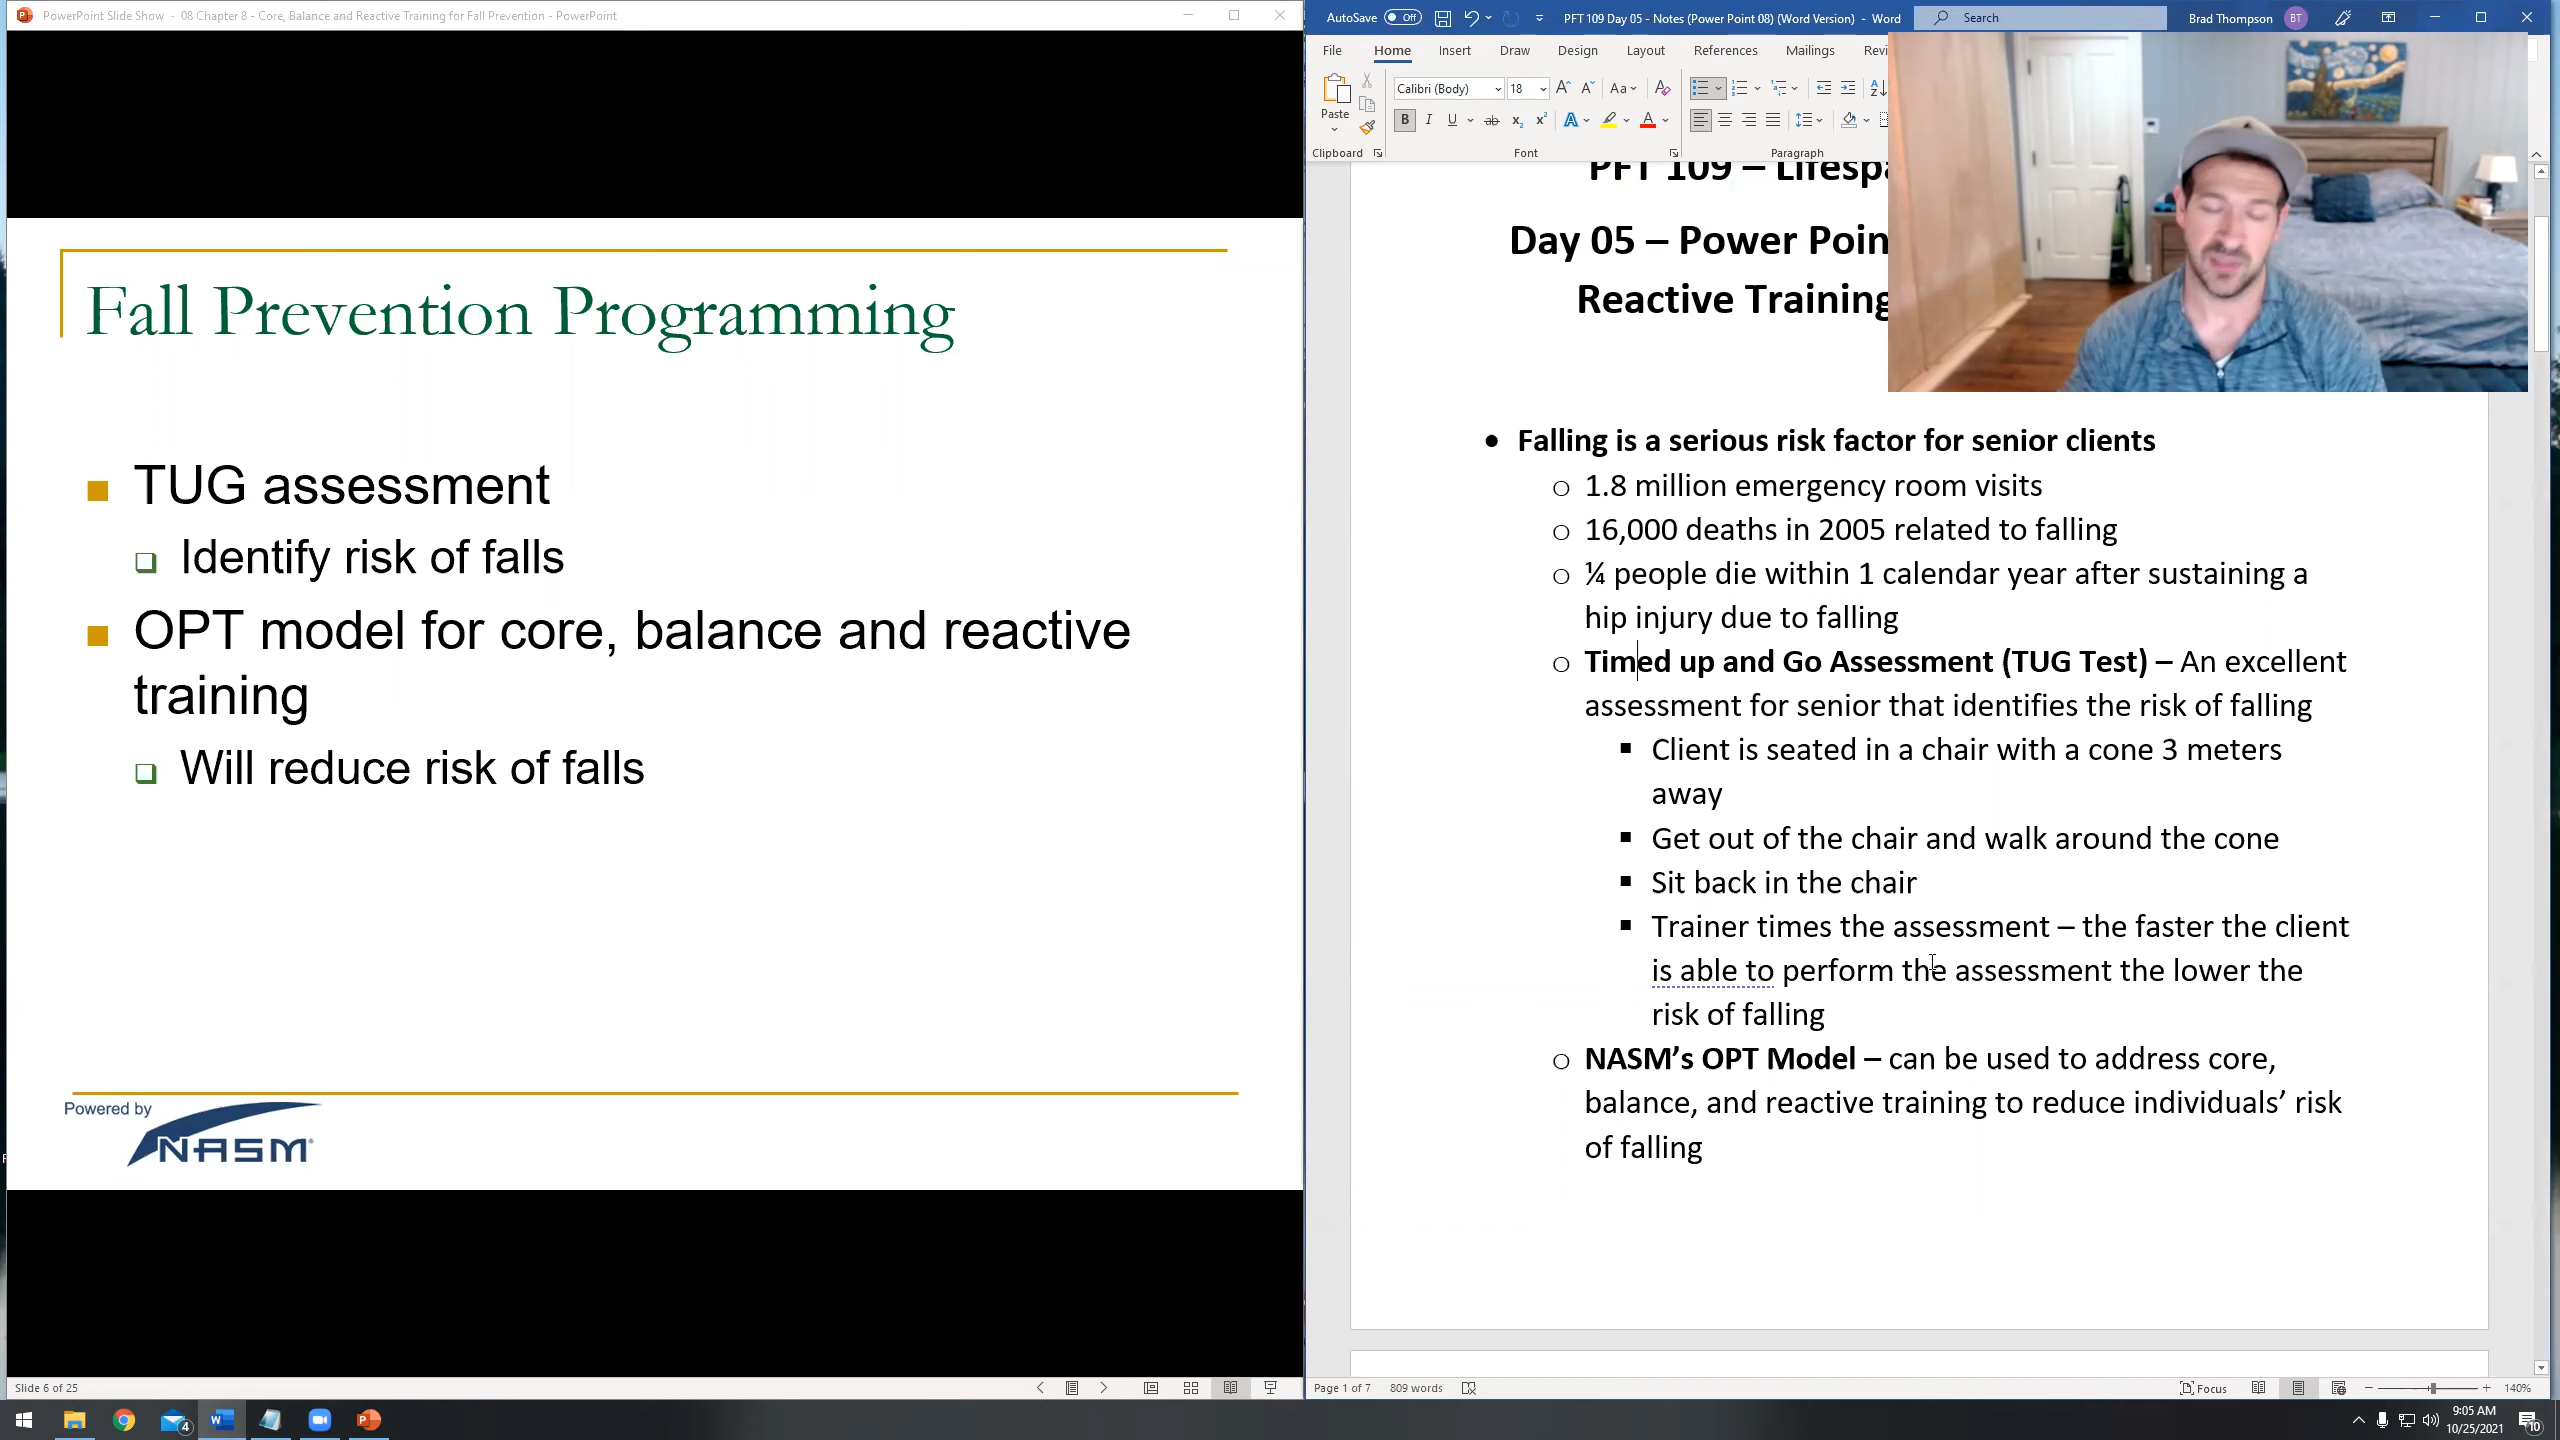 PowerPoint Slide Show - 08 Chapter 8 - Core, Balance and Reactive Training for Fall Prevention - PowerPoint
Fall Prevention Programming
TUG assessment
Identify risk of falls
OPT model for core, balance and reactive
training
Will reduce risk of falls
Powered by
NASM
Slide 6 of 25
AutoSave Off
PFT 109 Day 05 - Notes (Power Point 08) (Word Version) - Word
Search
Brad Thompson BT
File Home Insert Draw Design Layout References Mailings Revi
Paste
Calibri (Body) 18
Clipboard Font Paragraph
PFT 109 – Lifespa
Day 05 – Power Poin
Reactive Training
• Falling is a serious risk factor for senior clients
o 1.8 million emergency room visits
o 16,000 deaths in 2005 related to falling
o ¼ people die within 1 calendar year after sustaining a
hip injury due to falling
o Timed up and Go Assessment (TUG Test) – An excellent
assessment for senior that identifies the risk of falling
▪ Client is seated in a chair with a cone 3 meters
away
▪ Get out of the chair and walk around the cone
▪ Sit back in the chair
▪ Trainer times the assessment – the faster the client
is able to perform the assessment the lower the
risk of falling
o NASM’s OPT Model – can be used to address core,
balance, and reactive training to reduce individuals’ risk
of falling
Page 1 of 7 809 words
Focus
140%
4
9:05 AM
10/25/2021
10